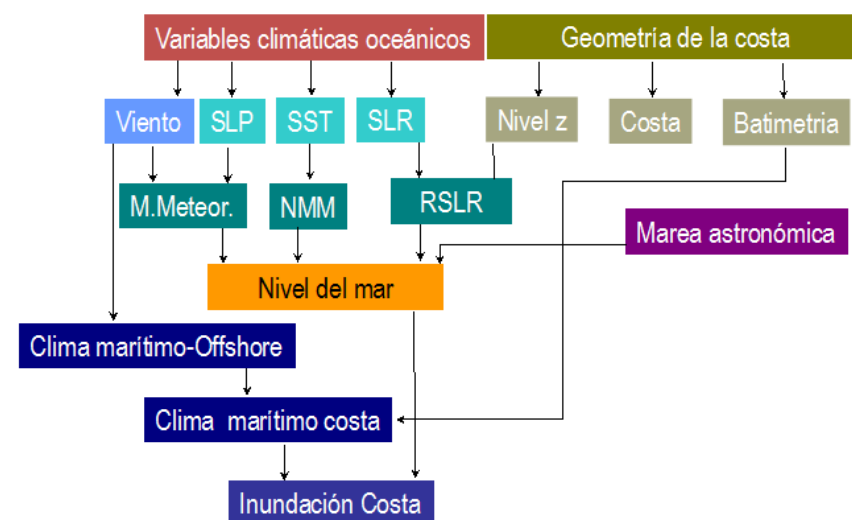 Variables climáticas oceánicos
Geometría de la costa
Viento
SLP
SST
SLR
Nivel z
Costa
Batimetria
M.Meteor.
NMM
RSLR
Marea astronómica
Nivel del mar
Clima marítimo-Offshore
Clima marítimo costa
Inundación Costa